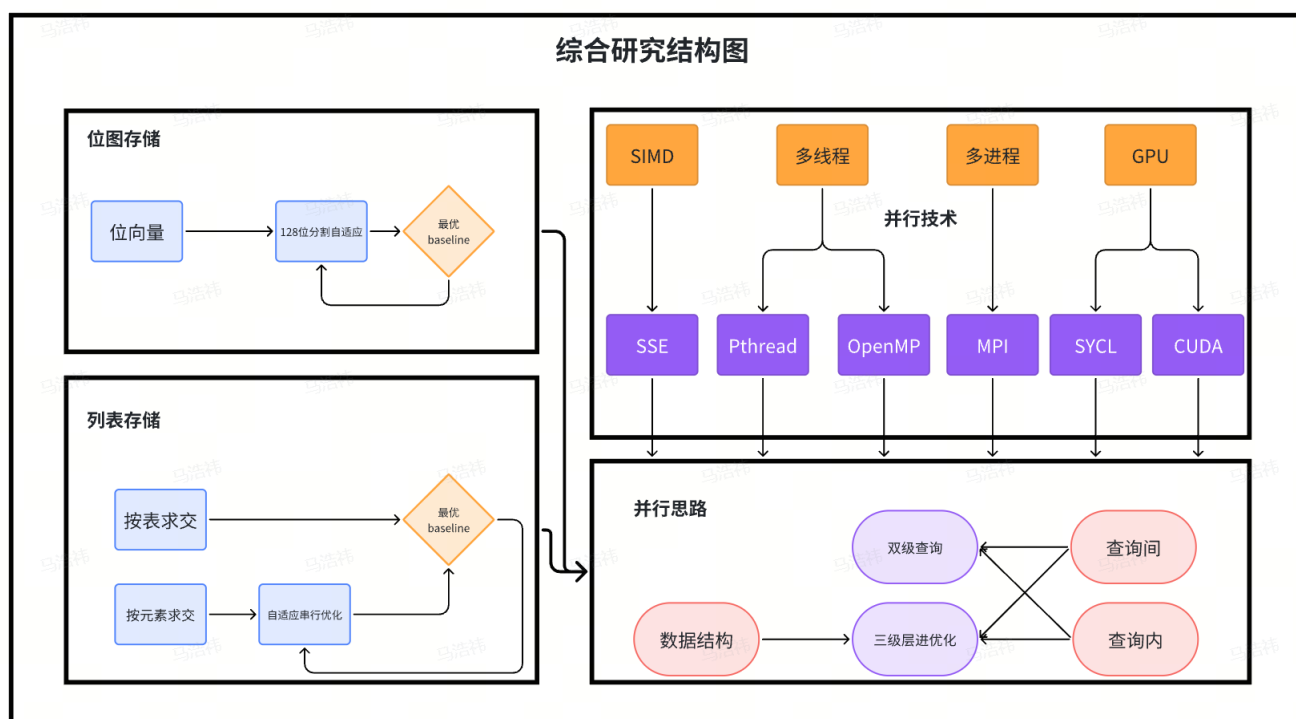 综合研究结构图
位图存储
位向量
128位分割自适应
最优
baseline
列表存储
按表求交
最优
baseline
按元素求交
自适应串行优化
SIMD
多线程
多进程
GPU
并行技术
SSE
Pthread
OpenMP
MPI
SYCL
CUDA
并行思路
双级查询
查询间
数据结构
三级层进优化
查询内
马浩祎